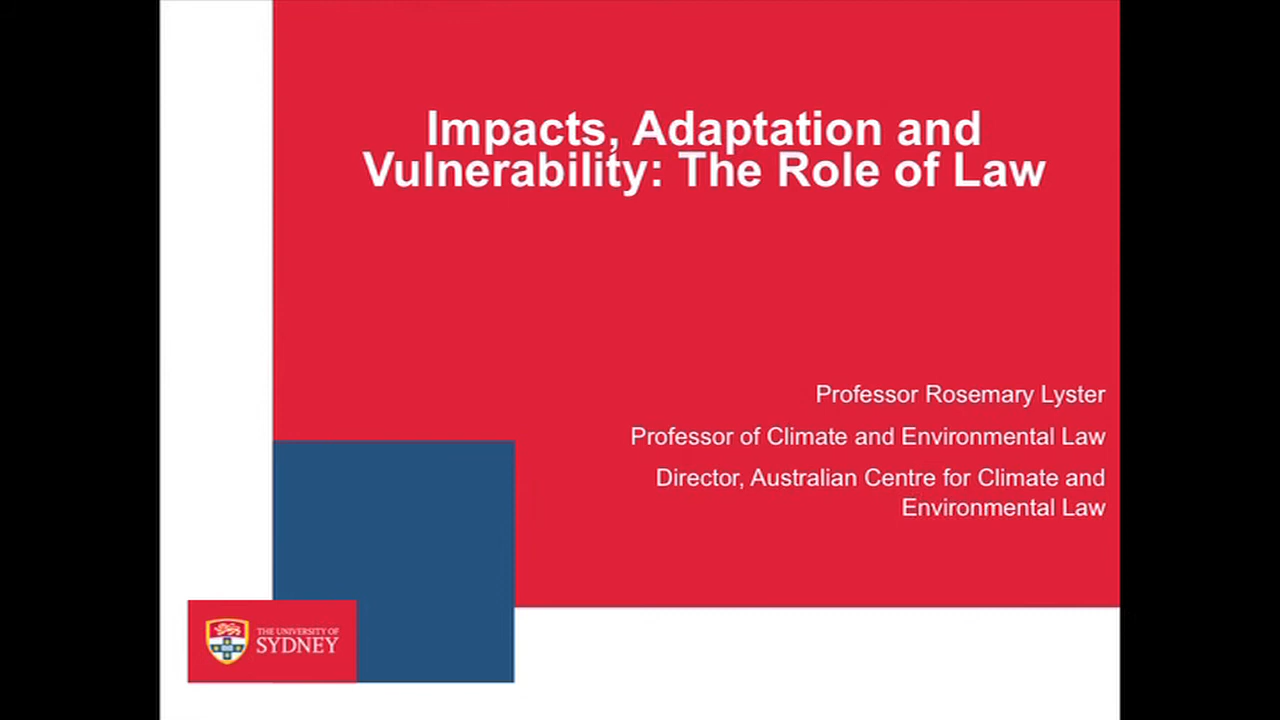 Impacts, Adaptation and
Vulnerability: The Role of Law
Professor Rosemary Lyster
Professor of Climate and Environmental Law
Director, Australian Centre for Climate and
Environmental Law
THE UNIVERSITY OF
SYDNEY